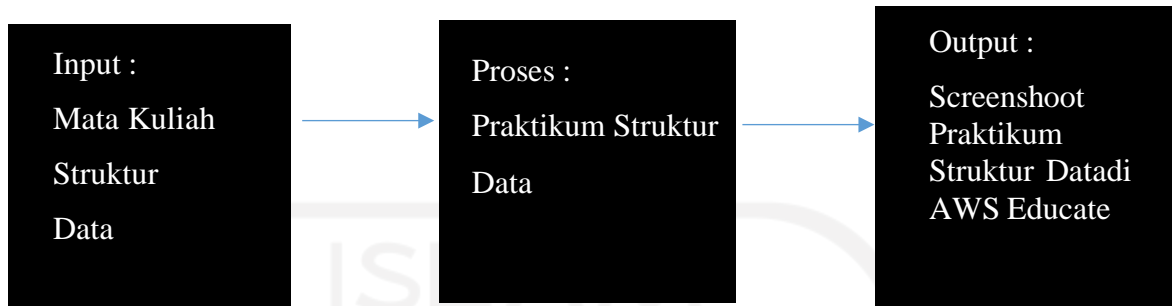 Input :
Mata Kuliah
Struktur
Data
Proses :
Praktikum Struktur
Data
Output :
Screenshoot
Praktikum
Struktur Datadi
AWS Educate